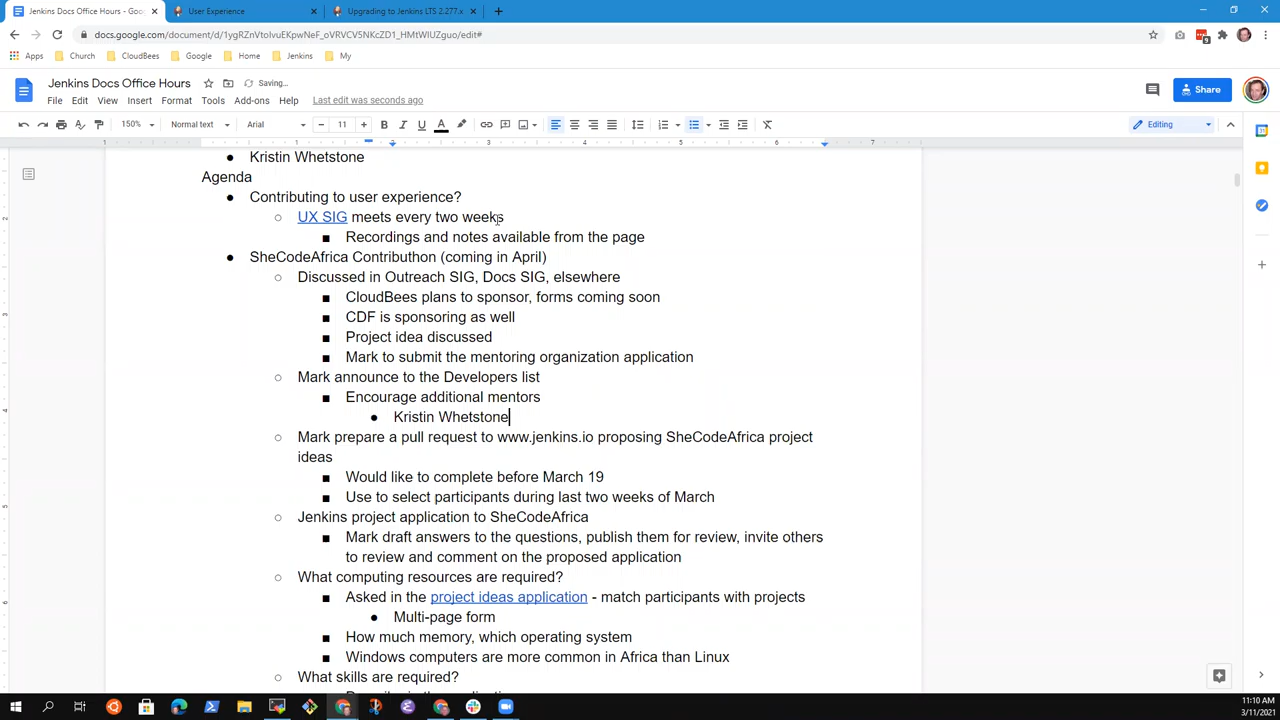 Jenkins Docs Office Hours - Goo
User Experience
Upgrading to Jenkins LTS 2.277.x
docs.google.com/document/d/1ygRZnVtoIvuEKpwNeF_oVRVCV5NKcZD1_HMtWIUZguo/edit#
Apps
Church
CloudBees
Google
Home
Jenkins
My
Jenkins Docs Office Hours
Saving...
File Edit View Insert Format Tools Add-ons Help Last edit was seconds ago
Share
150% Normal text Arial 11 Editing
Kristin Whetstone
Agenda
Contributing to user experience?
UX SIG meets every two weeks
Recordings and notes available from the page
SheCodeAfrica Contributhon (coming in April)
Discussed in Outreach SIG, Docs SIG, elsewhere
CloudBees plans to sponsor, forms coming soon
CDF is sponsoring as well
Project idea discussed
Mark to submit the mentoring organization application
Mark announce to the Developers list
Encourage additional mentors
Kristin Whetstone
Mark prepare a pull request to www.jenkins.io proposing SheCodeAfrica project
ideas
Would like to complete before March 19
Use to select participants during last two weeks of March
Jenkins project application to SheCodeAfrica
Mark draft answers to the questions, publish them for review, invite others
to review and comment on the proposed application
What computing resources are required?
Asked in the project ideas application - match participants with projects
Multi-page form
How much memory, which operating system
Windows computers are more common in Africa than Linux
What skills are required?
11:10 AM
3/11/2021